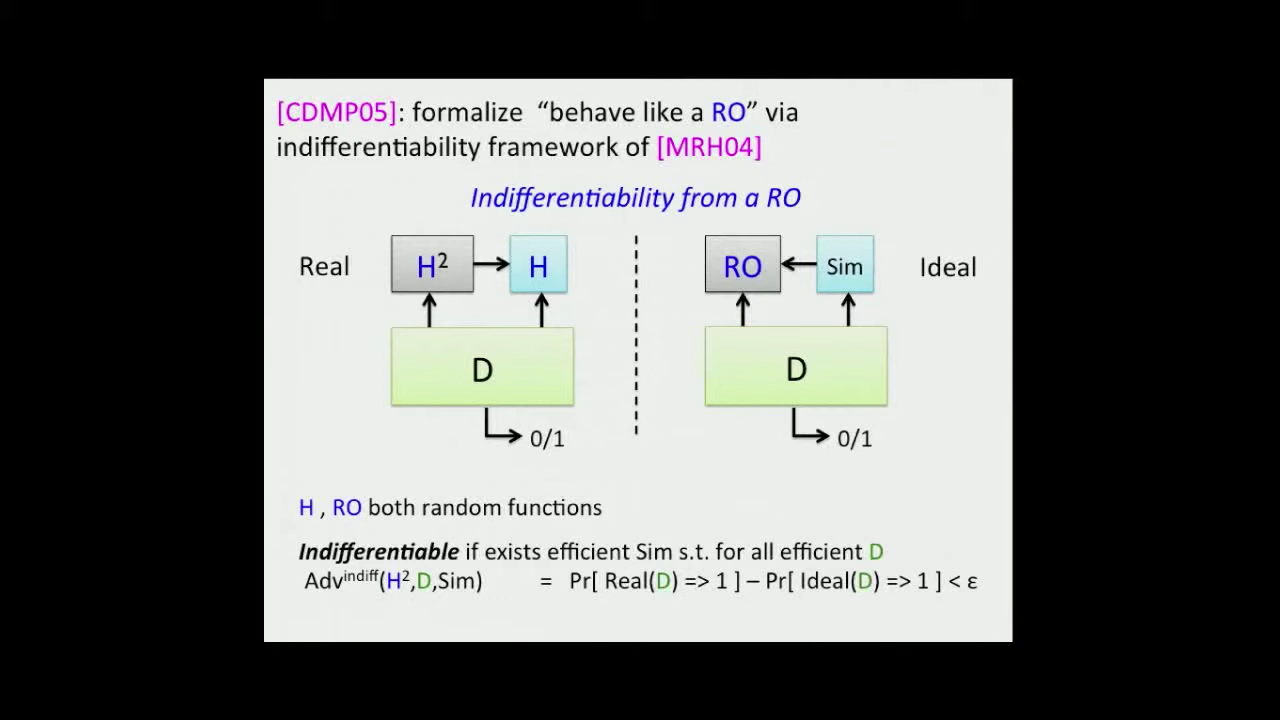 [CDMP05]: formalize “behave like a RO” via
indifferentiability framework of [MRH04]
Indifferentiability from a RO
Real H² H RO Sim Ideal
D D
0/1 0/1
H , RO both random functions
Indifferentiable if exists efficient Sim s.t. for all efficient D
Adv^indiff(H²,D,Sim) = Pr[ Real(D) => 1 ] – Pr[ Ideal(D) => 1 ] < ε